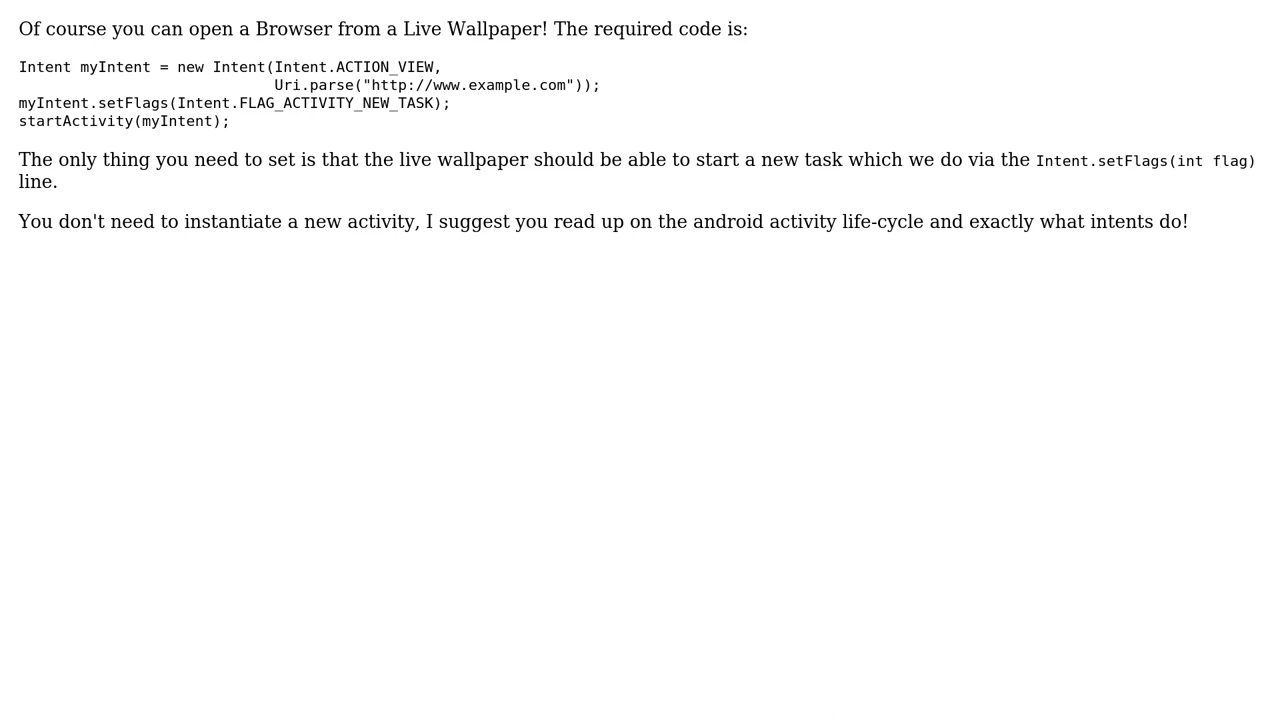 Of course you can open a Browser from a Live Wallpaper! The required code is:
Intent myIntent = new Intent(Intent.ACTION_VIEW,
                             Uri.parse("http://www.example.com"));
myIntent.setFlags(Intent.FLAG_ACTIVITY_NEW_TASK);
startActivity(myIntent);
The only thing you need to set is that the live wallpaper should be able to start a new task which we do via the Intent.setFlags(int flag)
line.
You don't need to instantiate a new activity, I suggest you read up on the android activity life-cycle and exactly what intents do!